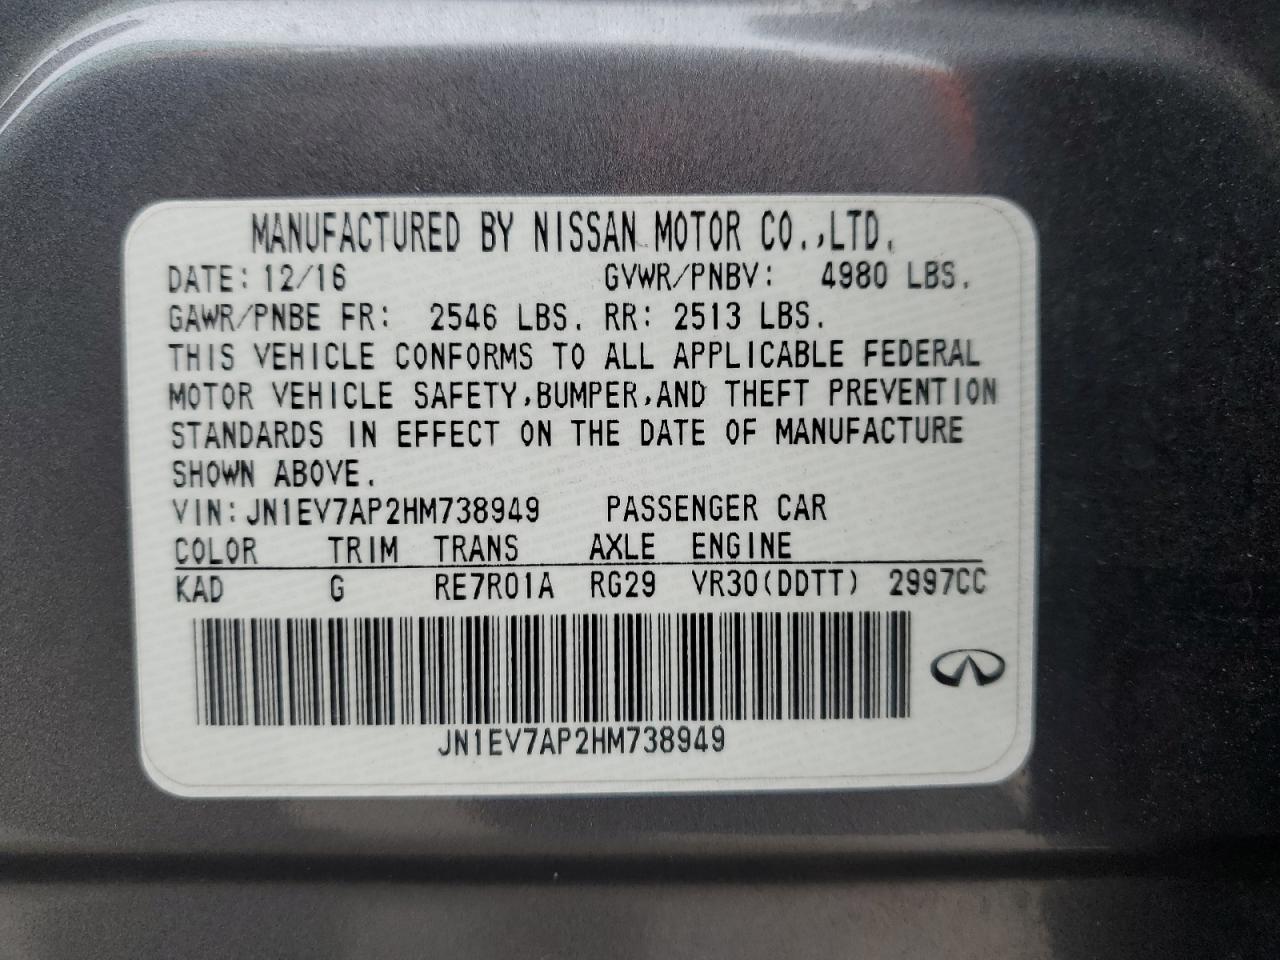 MANUFACTURED BY NISSAN MOTOR CO.,LTD.
DATE: 12/16 GVWR/PNBV: 4980 LBS.
GAWR/PNBE FR: 2546 LBS. RR: 2513 LBS.
THIS VEHICLE CONFORMS TO ALL APPLICABLE FEDERAL
MOTOR VEHICLE SAFETY,BUMPER,AND THEFT PREVENTION
STANDARDS IN EFFECT ON THE DATE OF MANUFACTURE
SHOWN ABOVE.
VIN: JN1EV7AP2HM738949 PASSENGER CAR
COLOR TRIM TRANS AXLE ENGINE
KAD G RE7R01A RG29 VR30(DDTT) 2997CC
JN1EV7AP2HM738949